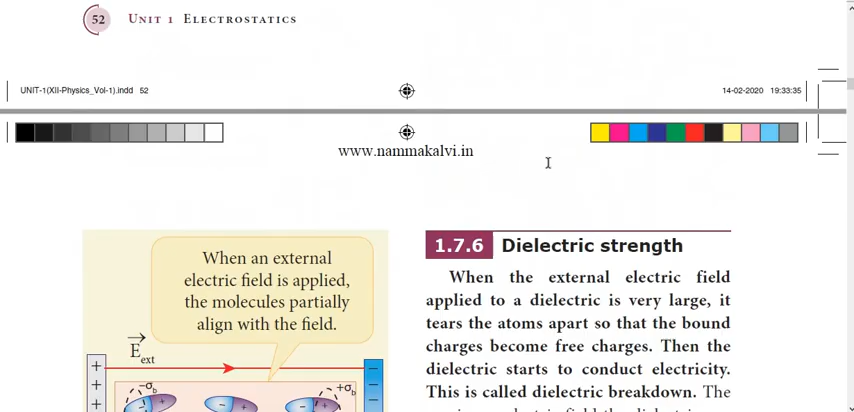 52 UNIT 1 ELECTROSTATICS
UNIT-1(XII-Physics_Vol-1).indd 52
14-02-2020 19:33:35
www.nammakalvi.in
When an external
electric field is applied,
the molecules partially
align with the field.
E ext
+ −
+ −
+ −
−σb
+σb
− +
− +
− +
1.7.6 Dielectric strength
When the external electric field
applied to a dielectric is very large, it
tears the atoms apart so that the bound
charges become free charges. Then the
dielectric starts to conduct electricity.
This is called dielectric breakdown. The